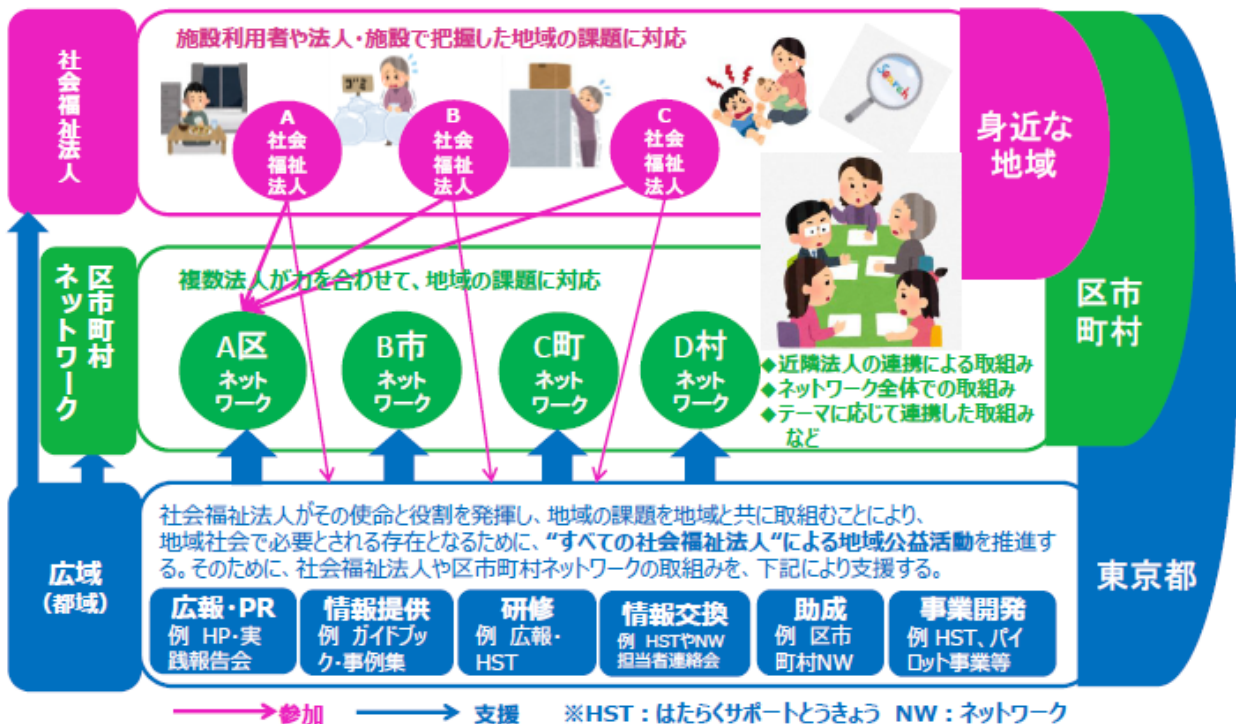 社会福祉法人
施設利用者や法人・施設で把握した地域の課題に対応
ゴミ
Search
A
社会
福祉
法人
B
社会
福祉
法人
C
社会
福祉
法人
身近な
地域
区市町村
ネットワーク
複数法人が力を合わせて、地域の課題に対応
A区
ネット
ワーク
B市
ネット
ワーク
C町
ネット
ワーク
D村
ネット
ワーク
◆近隣法人の連携による取組み
◆ネットワーク全体での取組み
◆テーマに応じて連携した取組み
など
区市
町村
広域
(都域)
社会福祉法人がその使命と役割を発揮し、地域の課題を地域と共に取組むことにより、
地域社会で必要とされる存在となるために、“すべての社会福祉法人“による地域公益活動を推進す
る。そのために、社会福祉法人や区市町村ネットワークの取組みを、下記により支援する。
広報・PR
例 HP・実
践報告会
情報提供
例 ガイドブッ
ク・事例集
研修
例 広報・
HST
情報交換
例 HSTやNW
担当者連絡会
助成
例 区市
町村NW
事業開発
例 HST、パイ
ロット事業等
東京都
参加
支援
※HST：はたらくサポートとうきょう NW：ネットワーク